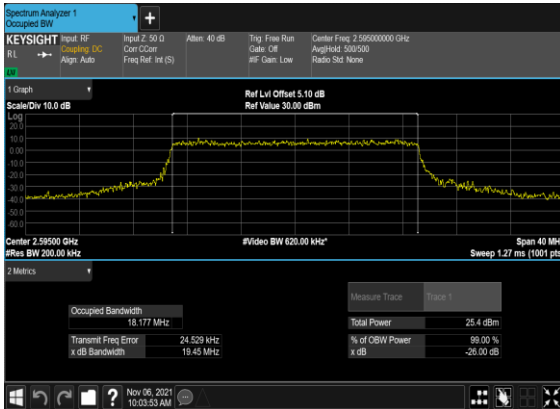 Spectrum Analyzer 1
Occupied BW
+
KEYSIGHT Input: RF Input Z: 50 Ω Atten: 40 dB Trig: Free Run Center Freq: 2.595000000 GHz
RL Coupling: DC Corr CCorr Gate: Off Avg|Hold: 500/500
Align: Auto Freq Ref: Int (S) #IF Gain: Low Radio Std: None
LW
1 Graph
Ref Lvl Offset 5.10 dB
Scale/Div 10.0 dB Ref Value 30.00 dBm
Log
20.0
10.0
0.00
-10.0
-20.0
-30.0
-40.0
-50.0
-60.0
Center 2.59500 GHz #Video BW 620.00 kHz* Span 40 MH
#Res BW 200.00 kHz Sweep 1.27 ms (1001 pts
2 Metrics
Measure Trace Trace 1
Occupied Bandwidth
18.177 MHz Total Power 25.4 dBm
Transmit Freq Error 24.529 kHz % of OBW Power 99.00 %
x dB Bandwidth 19.45 MHz x dB -26.00 dB
? Nov 06, 2021
10:03:53 AM